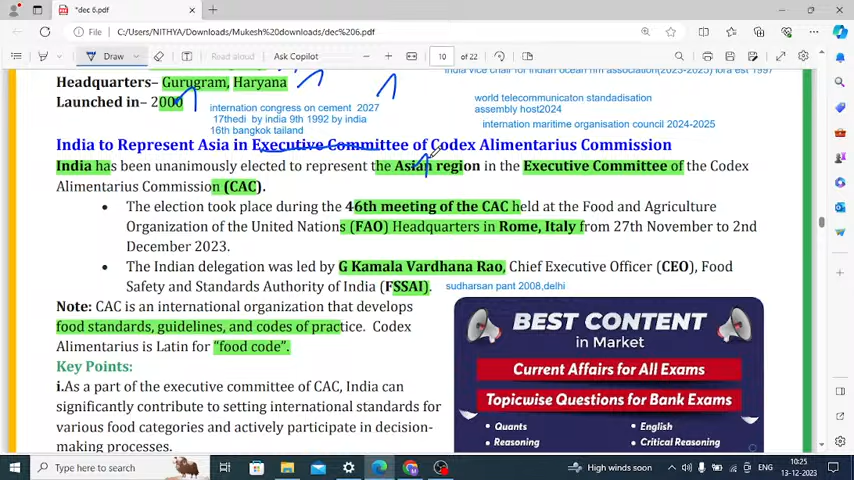 *dec 6.pdf
File
C:/Users/NITHYA/Downloads/Mukesh%20downloads/dec%206.pdf
Draw
Read aloud
Ask Copilot
10 of 22
Headquarters– Gurugram, Haryana
Launched in– 2000
india vice chair for indian ocean rim association(2023-2025) iora est 1997
internation congress on cement 2027
17thedi by india 9th 1992 by india
16th bangkok tailand
world telecommunicaton standadisation
assembly host2024
internation maritime organisation council 2024-2025
India to Represent Asia in Executive Committee of Codex Alimentarius Commission
India has been unanimously elected to represent the Asian region in the Executive Committee of the Codex
Alimentarius Commission (CAC).
• The election took place during the 46th meeting of the CAC held at the Food and Agriculture
Organization of the United Nations (FAO) Headquarters in Rome, Italy from 27th November to 2nd
December 2023.
• The Indian delegation was led by G Kamala Vardhana Rao, Chief Executive Officer (CEO), Food
Safety and Standards Authority of India (FSSAI).
sudharsan pant 2008,delhi
Note: CAC is an international organization that develops
food standards, guidelines, and codes of practice. Codex
Alimentarius is Latin for “food code”.
Key Points:
i.As a part of the executive committee of CAC, India can
significantly contribute to setting international standards for
various food categories and actively participate in decision-
making processes.
BEST CONTENT
in Market
Current Affairs for All Exams
Topicwise Questions for Bank Exams
• Quants
• English
• Reasoning
• Critical Reasoning
Type here to search
High winds soon
ENG
10:25
13-12-2023